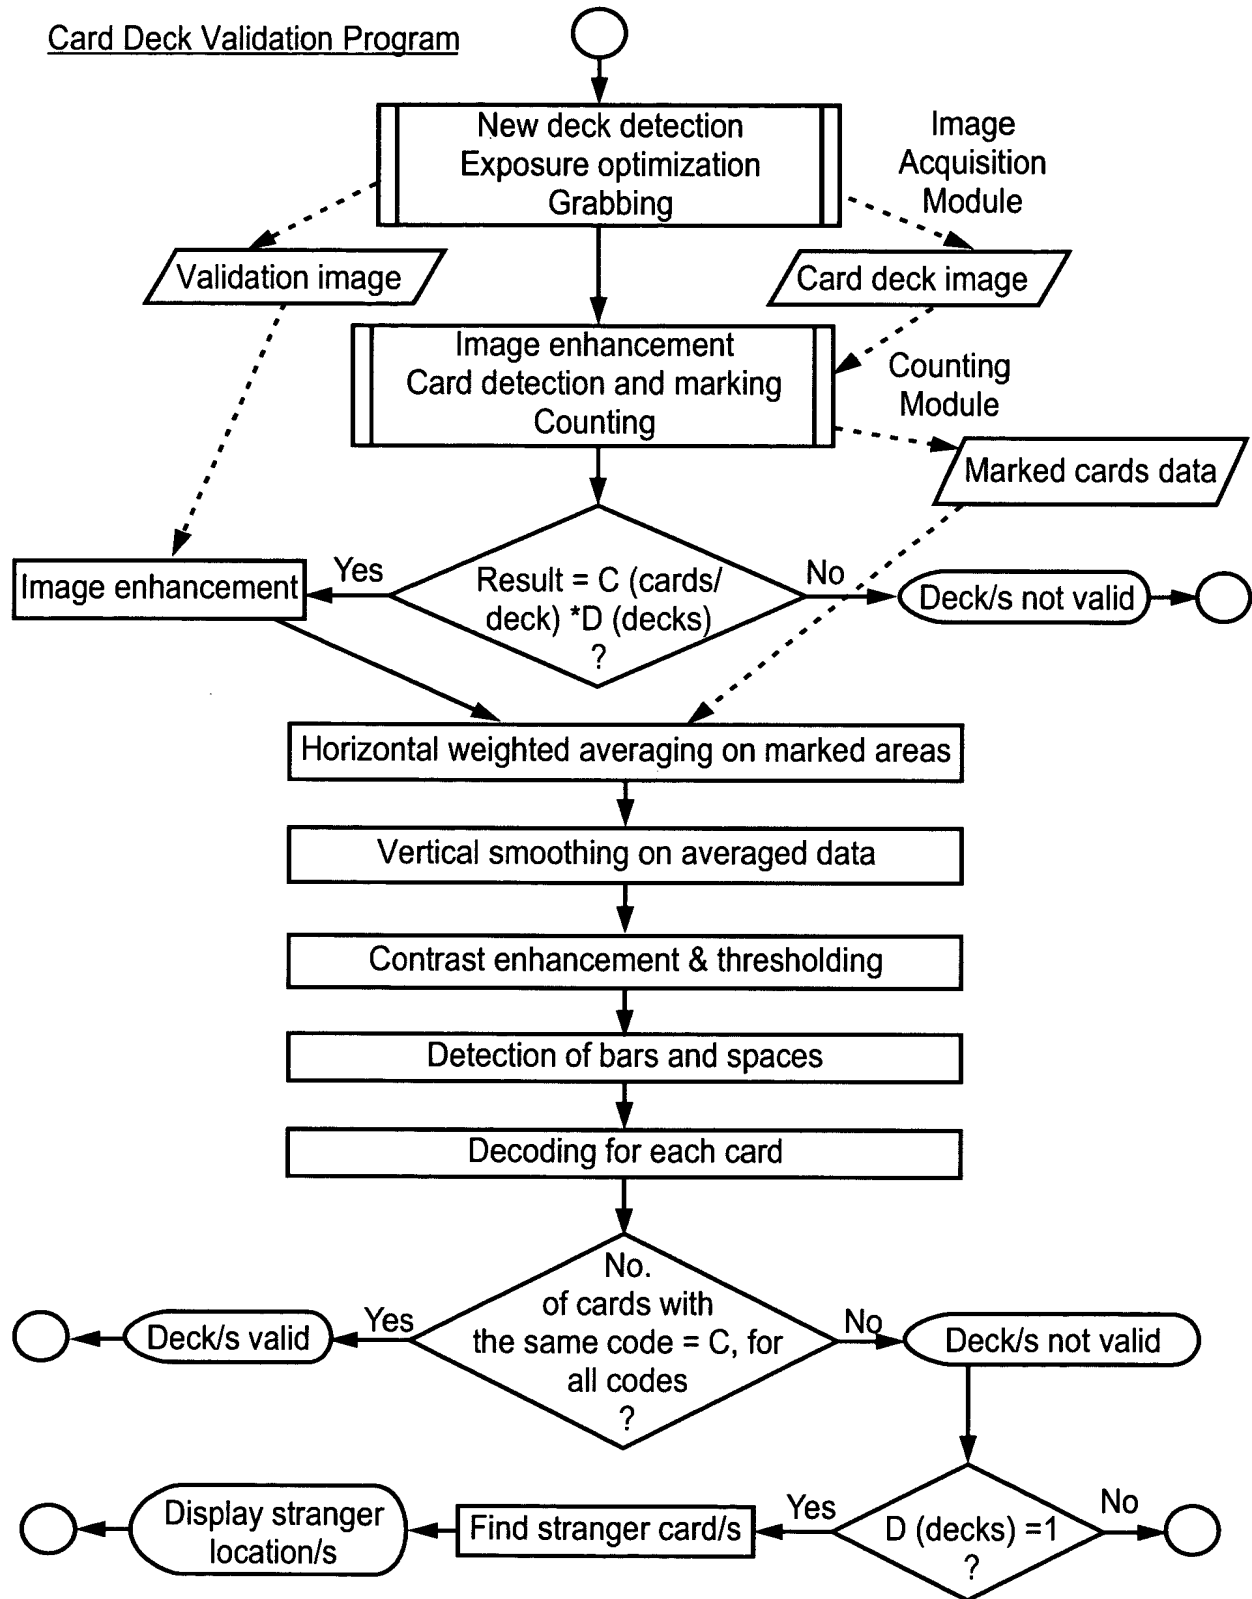 Card Deck Validation Program
New deck detection
Exposure optimization
Grabbing
Image
Acquisition
Module
Validation image
Card deck image
Image enhancement
Card detection and marking
Counting
Counting
Module
Marked cards data
Image enhancement
Yes
Result = C (cards/
deck) *D (decks)
?
No
Deck/s not valid
Horizontal weighted averaging on marked areas
Vertical smoothing on averaged data
Contrast enhancement & thresholding
Detection of bars and spaces
Decoding for each card
Deck/s valid
Yes
No.
of cards with
the same code = C, for
all codes
?
No
Deck/s not valid
Display stranger
location/s
Find stranger card/s
Yes
D (decks) =1
?
No